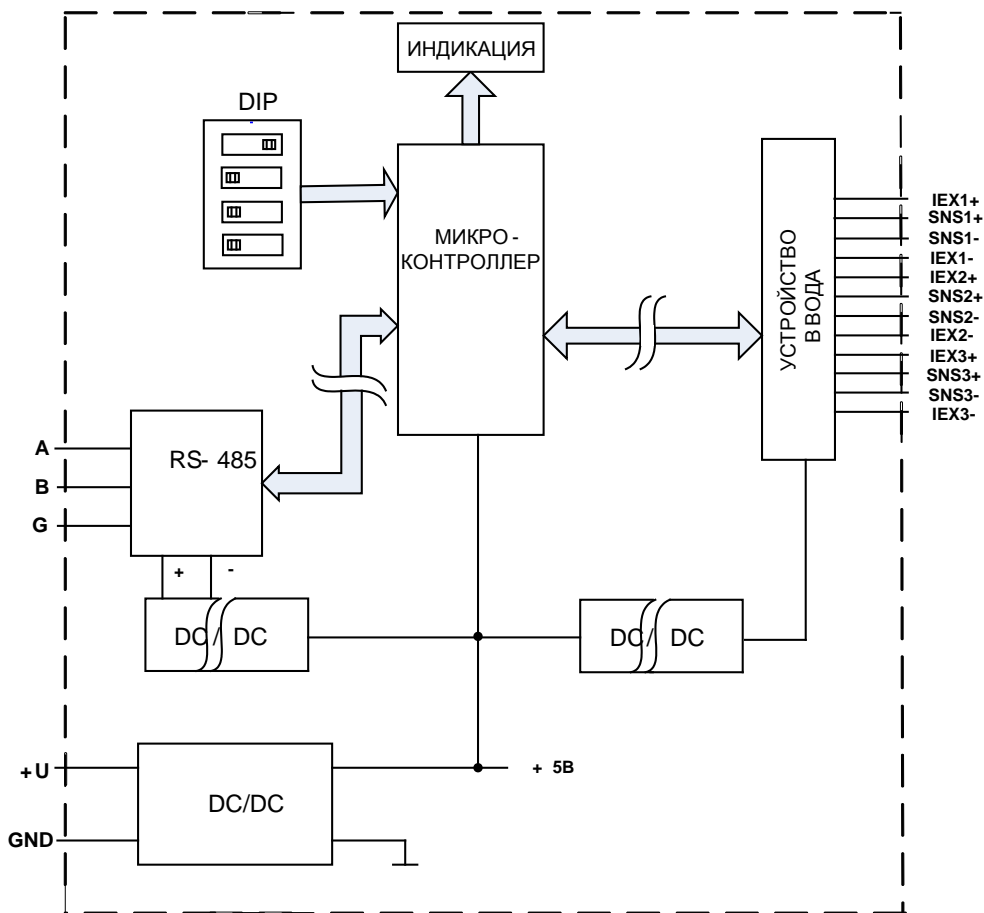 ИНДИКАЦИЯ
DIP
МИКРО -
КОНТРОЛЛЕР
УСТРОЙСТВО
ВВОДА
IEX1+
SNS1+
SNS1-
IEX1-
IEX2+
SNS2+
SNS2-
IEX2-
IEX3+
SNS3+
SNS3-
IEX3-
A
B
G
RS- 485
+ -
DC/ DC
DC/ DC
+U
GND
DC/DC
+ 5В